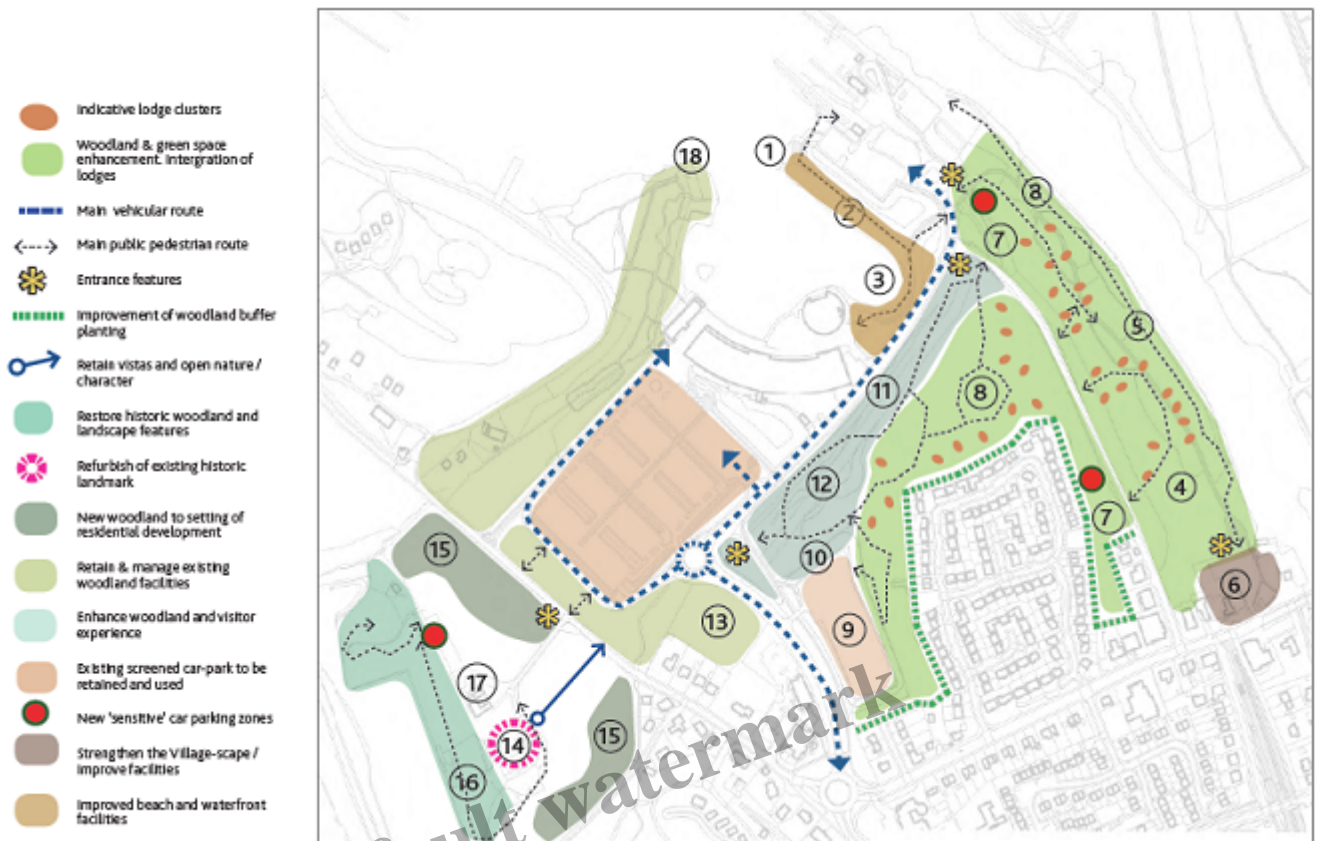 Indicative lodge clusters
Woodland & green space
enhancement. Intergration of
lodges
Main vehicular route
Main public pedestrian route
Entrance features
Improvement of woodland buffer
planting
Retain vistas and open nature /
character
Restore historic woodland and
landscape features
Refurbish of existing historic
landmark
New woodland to setting of
residential development
Retain & manage existing
woodland facilities
Enhance woodland and visitor
experience
Existing screened car-park to be
retained and used
New 'sensitive' car parking zones
Strengthen the Village-scape /
improve facilities
Improved beach and waterfront
facilities
18
1
2
3
8
7
5
11
8
12
4
7
10
15
6
9
13
17
14
15
16
ult watermark